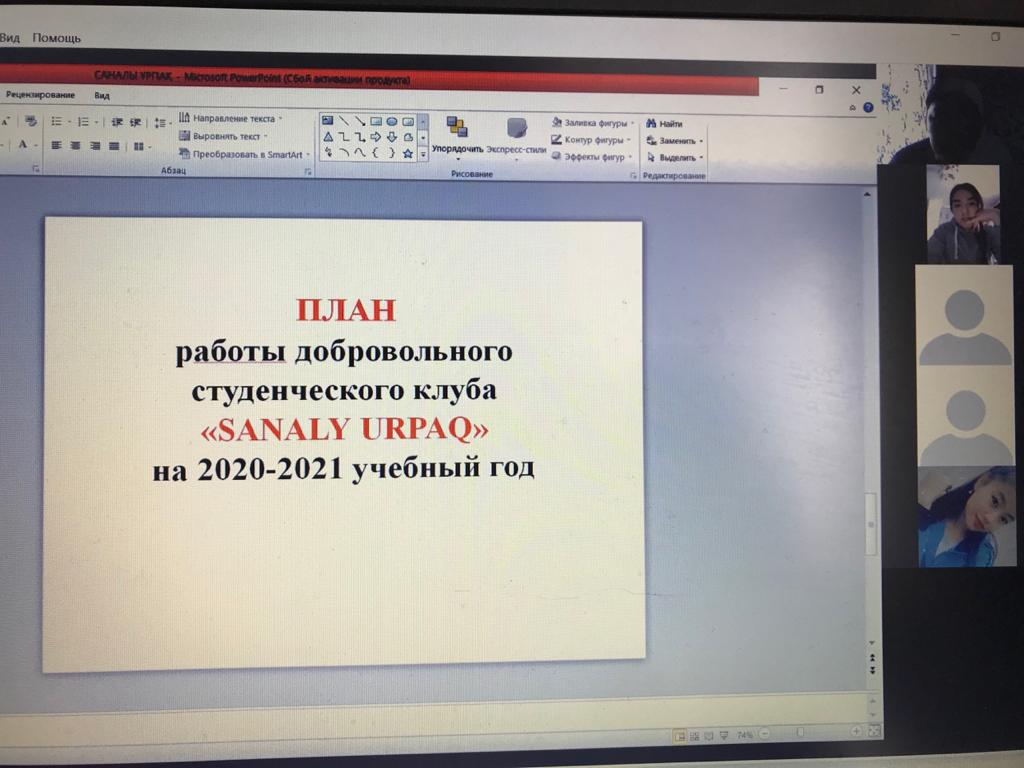 Вид Помощь
САНАЛЫ ҰРПАҚ - Microsoft PowerPoint (Сбой активации продукта)
Рецензирование Вид
Направление текста
Выровнять текст
Преобразовать в SmartArt
Абзац
Упорядочить Экспресс-стили
Заливка фигуры
Контур фигуры
Эффекты фигур
Рисование
Найти
Заменить
Выделить
Редактирование
ПЛАН
работы добровольного
студенческого клуба
«SANALY URPAQ»
на 2020-2021 учебный год
74%